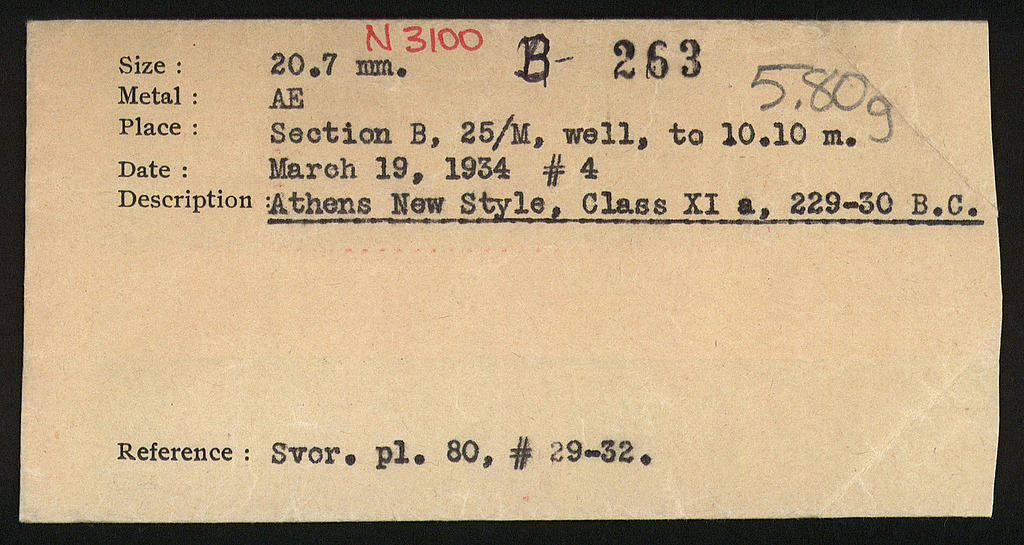 N 3100
B- 263
5.80g
Size : 20.7 mm.
Metal : AE
Place : Section B, 25/M, well, to 10.10 m.
Date : March 19, 1934 # 4
Description : Athens New Style, Class XI a, 229-30 B.C.
Reference : Svor. pl. 80, # 29-32.